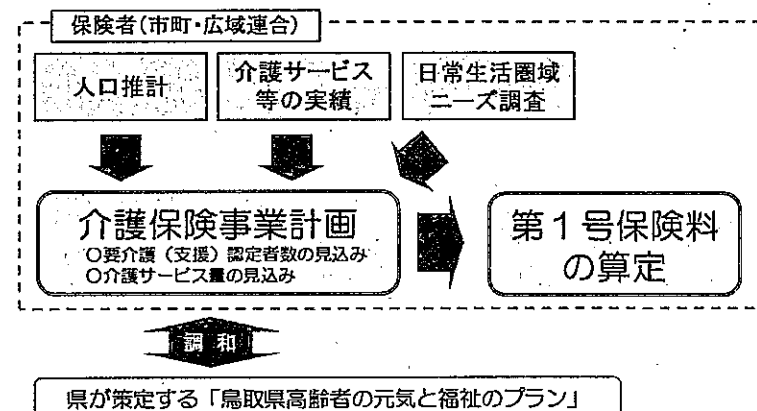 保険者(市町・広域連合)
人口推計
介護サービス
等の実績
日常生活圏域
ニーズ調査
介護保険事業計画
〇要介護（支援）認定者数の見込み
〇介護サービス量の見込み
第１号保険料
の算定
調和
県が策定する「鳥取県高齢者の元気と福祉のプラン」